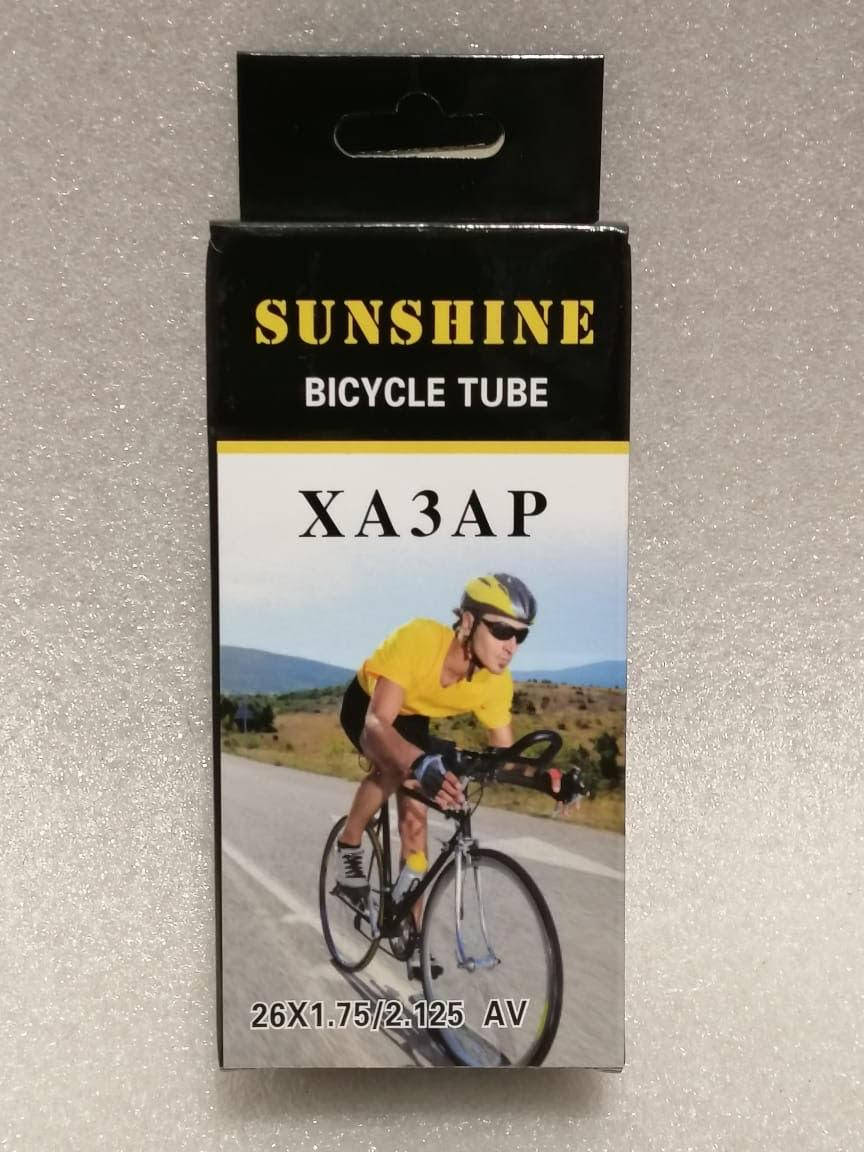 SUNSHINE
BICYCLE TUBE
ХАЗАР
26X1.75/2.125 AV